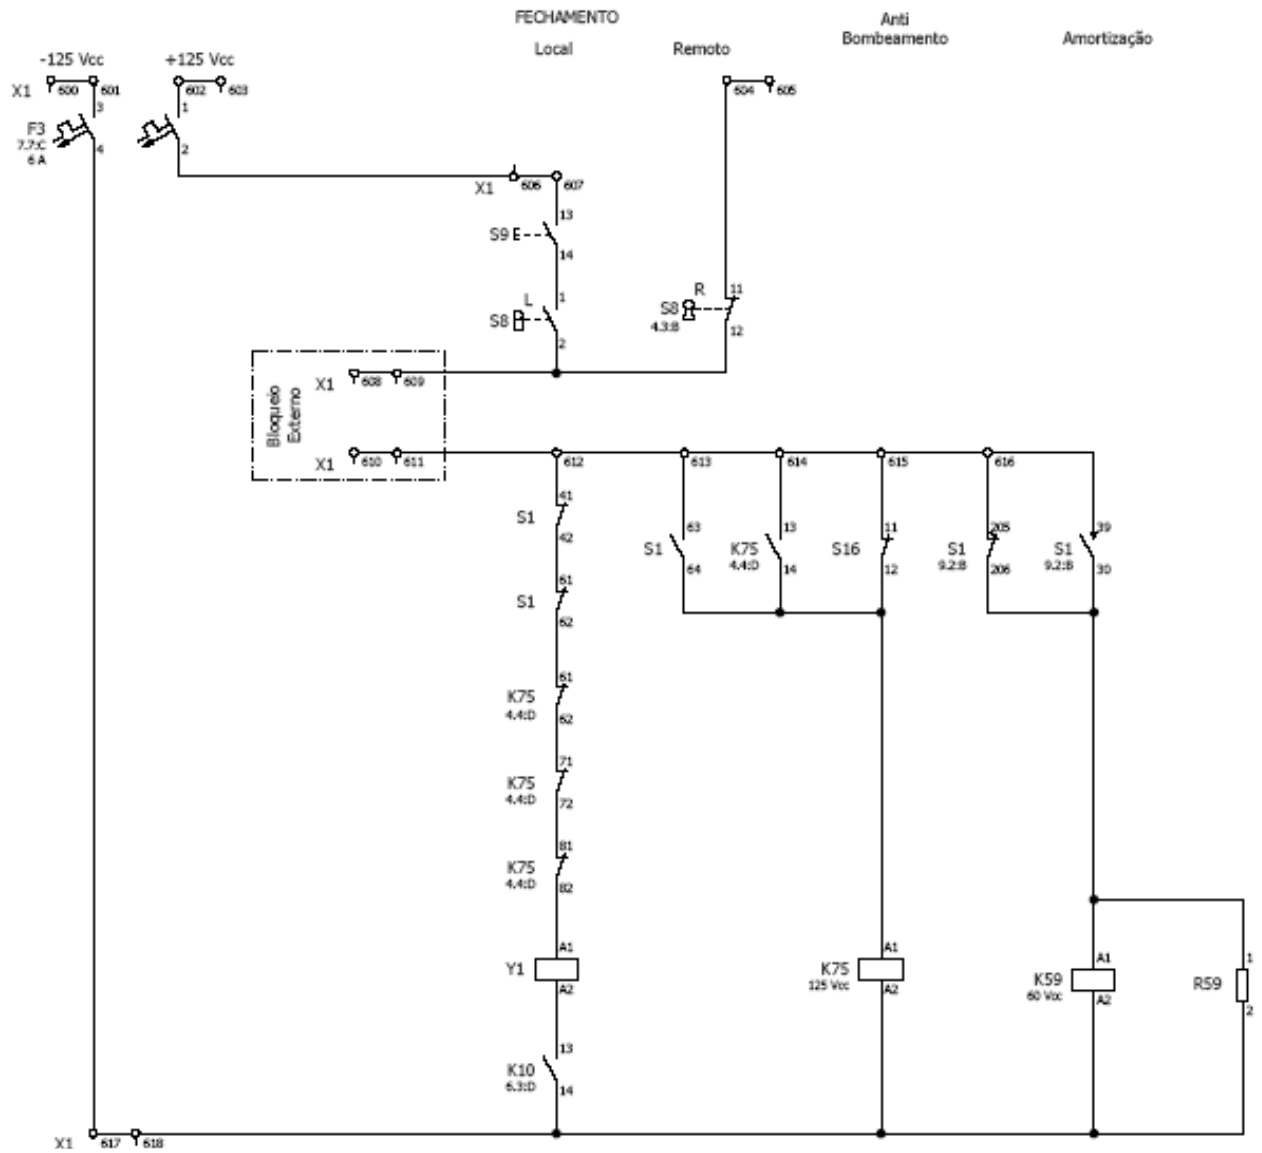 FECHAMENTO
Local
Remoto
Anti
Bombeamento
Amortização
-125 Vcc
+125 Vcc
X1
600
601
602
603
604
605
3
1
F3
7.7:C
6 A
4
2
X1
606
607
13
S9
14
L
1
S8
2
R
11
S8
4.3:B
12
Bloqueio
Externo
X1
608
609
X1
610
611
612
613
614
615
616
41
S1
42
63
S1
64
13
K75
4.4:D
14
11
S16
12
205
S1
9.2:B
206
39
S1
9.2:B
30
61
S1
62
61
K75
4.4:D
62
71
K75
4.4:D
72
81
K75
4.4:D
82
A1
Y1
A2
A1
K75
125 Vcc
A2
A1
K59
60 Vcc
A2
1
R59
2
13
K10
6.3:D
14
X1
617
618